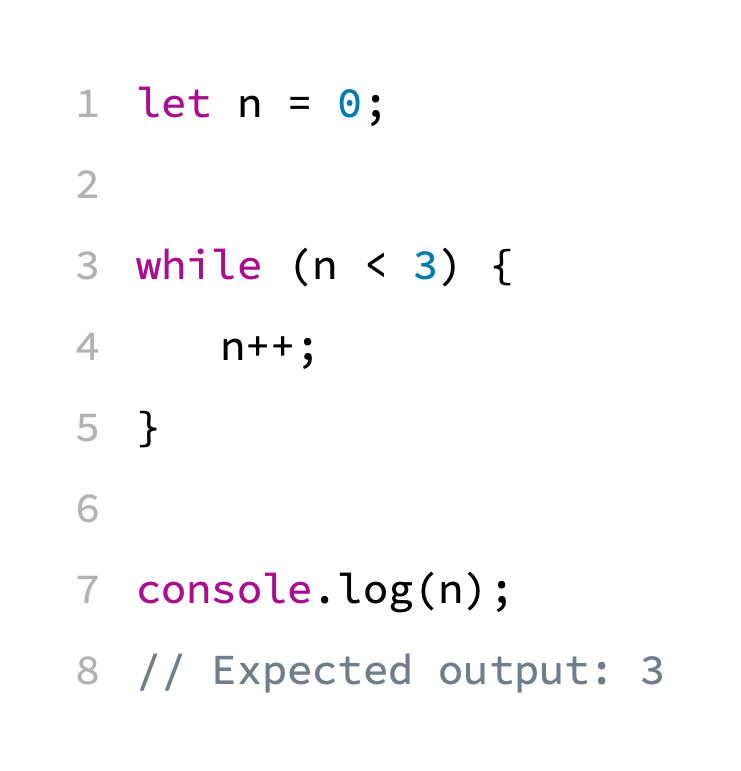 1 let n = 0;
2
3 while (n < 3) {
4     n++;
5 }
6
7 console.log(n);
8 // Expected output: 3